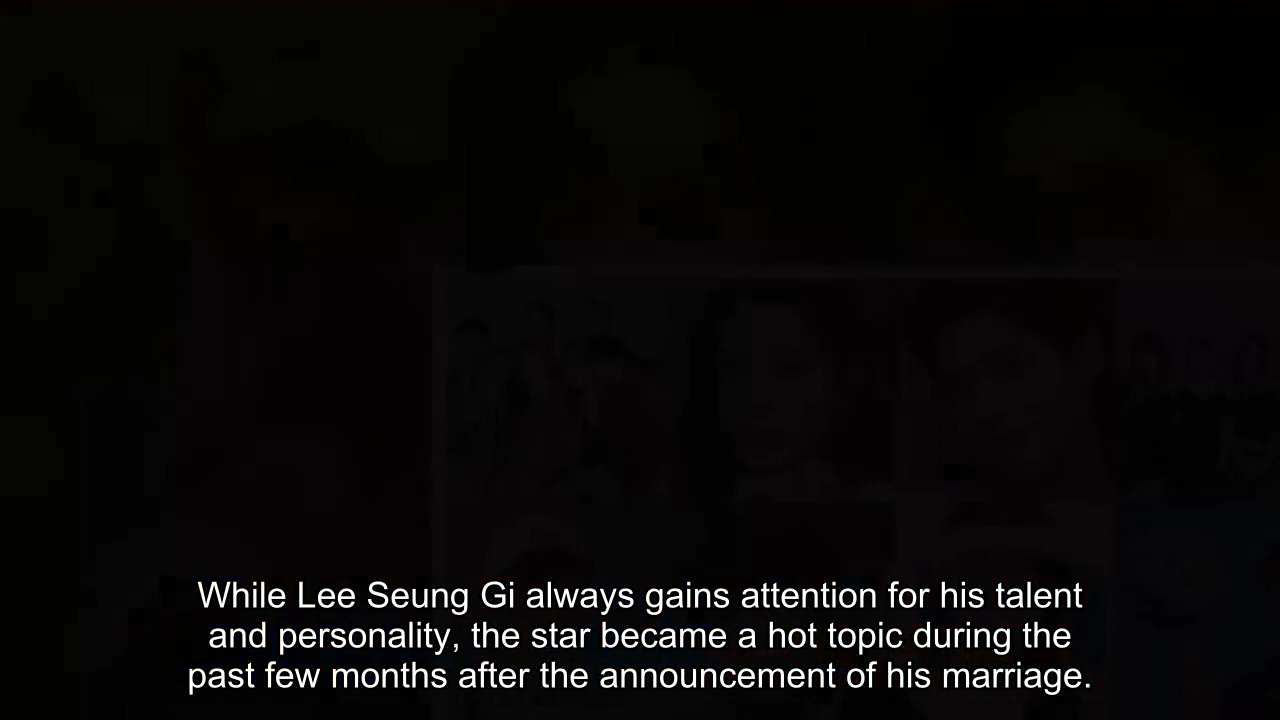 While Lee Seung Gi always gains attention for his talent
and personality, the star became a hot topic during the
past few months after the announcement of his marriage.